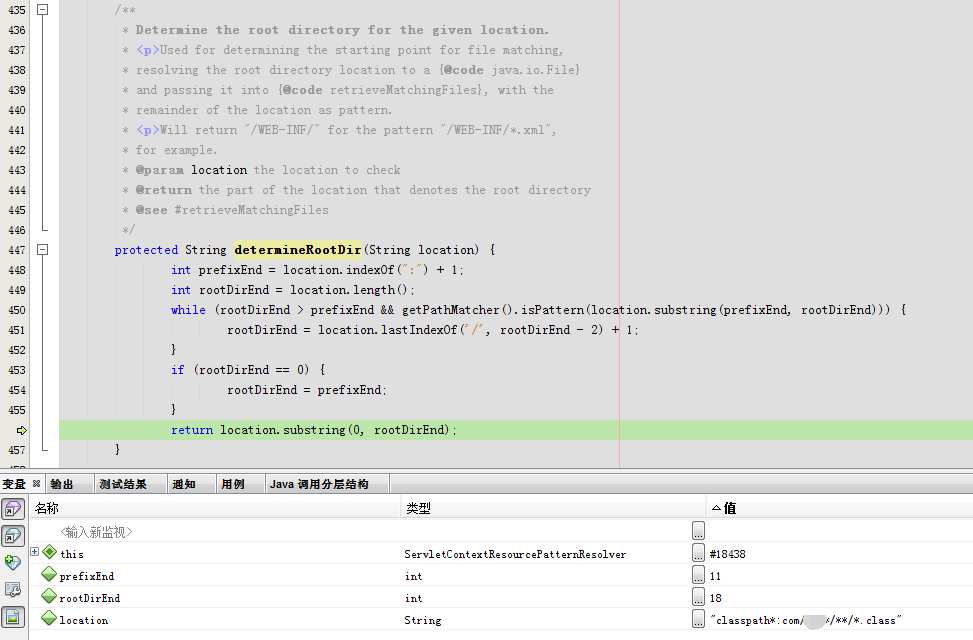 435 /**
436 * Determine the root directory for the given location.
437 * <p>Used for determining the starting point for file matching,
438 * resolving the root directory location to a {@code java.io.File}
439 * and passing it into {@code retrieveMatchingFiles}, with the
440 * remainder of the location as pattern.
441 * <p>Will return "/WEB-INF/" for the pattern "/WEB-INF/*.xml",
442 * for example.
443 * @param location the location to check
444 * @return the part of the location that denotes the root directory
445 * @see #retrieveMatchingFiles
446 */
447 protected String determineRootDir(String location) {
448 int prefixEnd = location.indexOf(":") + 1;
449 int rootDirEnd = location.length();
450 while (rootDirEnd > prefixEnd && getPathMatcher().isPattern(location.substring(prefixEnd, rootDirEnd))) {
451 rootDirEnd = location.lastIndexOf('/', rootDirEnd - 2) + 1;
452 }
453 if (rootDirEnd == 0) {
454 rootDirEnd = prefixEnd;
455 }
return location.substring(0, rootDirEnd);
457 }
变量 输出 测试结果 通知 用例 Java 调用分层结构
名称 类型 值
<输入新监视> ...
this ServletContextResourcePatternResolver ... #18438
prefixEnd int ... 11
rootDirEnd int ... 18
location String ... "classpath*:com/ /**/*.class"